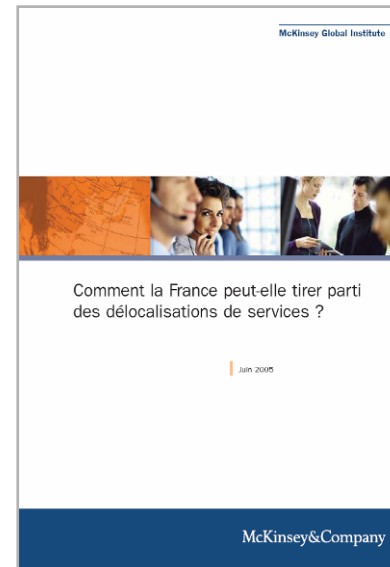 McKinsey Global Institute
Comment la France peut-elle tirer parti
des délocalisations de services ?
Juin 2005
McKinsey&Company